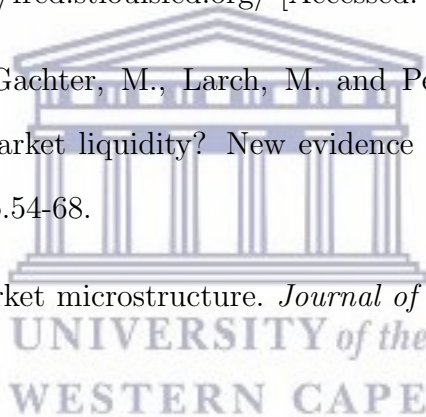 /fred.stlouisfed.org/ [Accessed:
Gachter, M., Larch, M. and Pe
arket liquidity? New evidence
.54-68.
rket microstructure. Journal of
UNIVERSITY of the
WESTERN CAPE